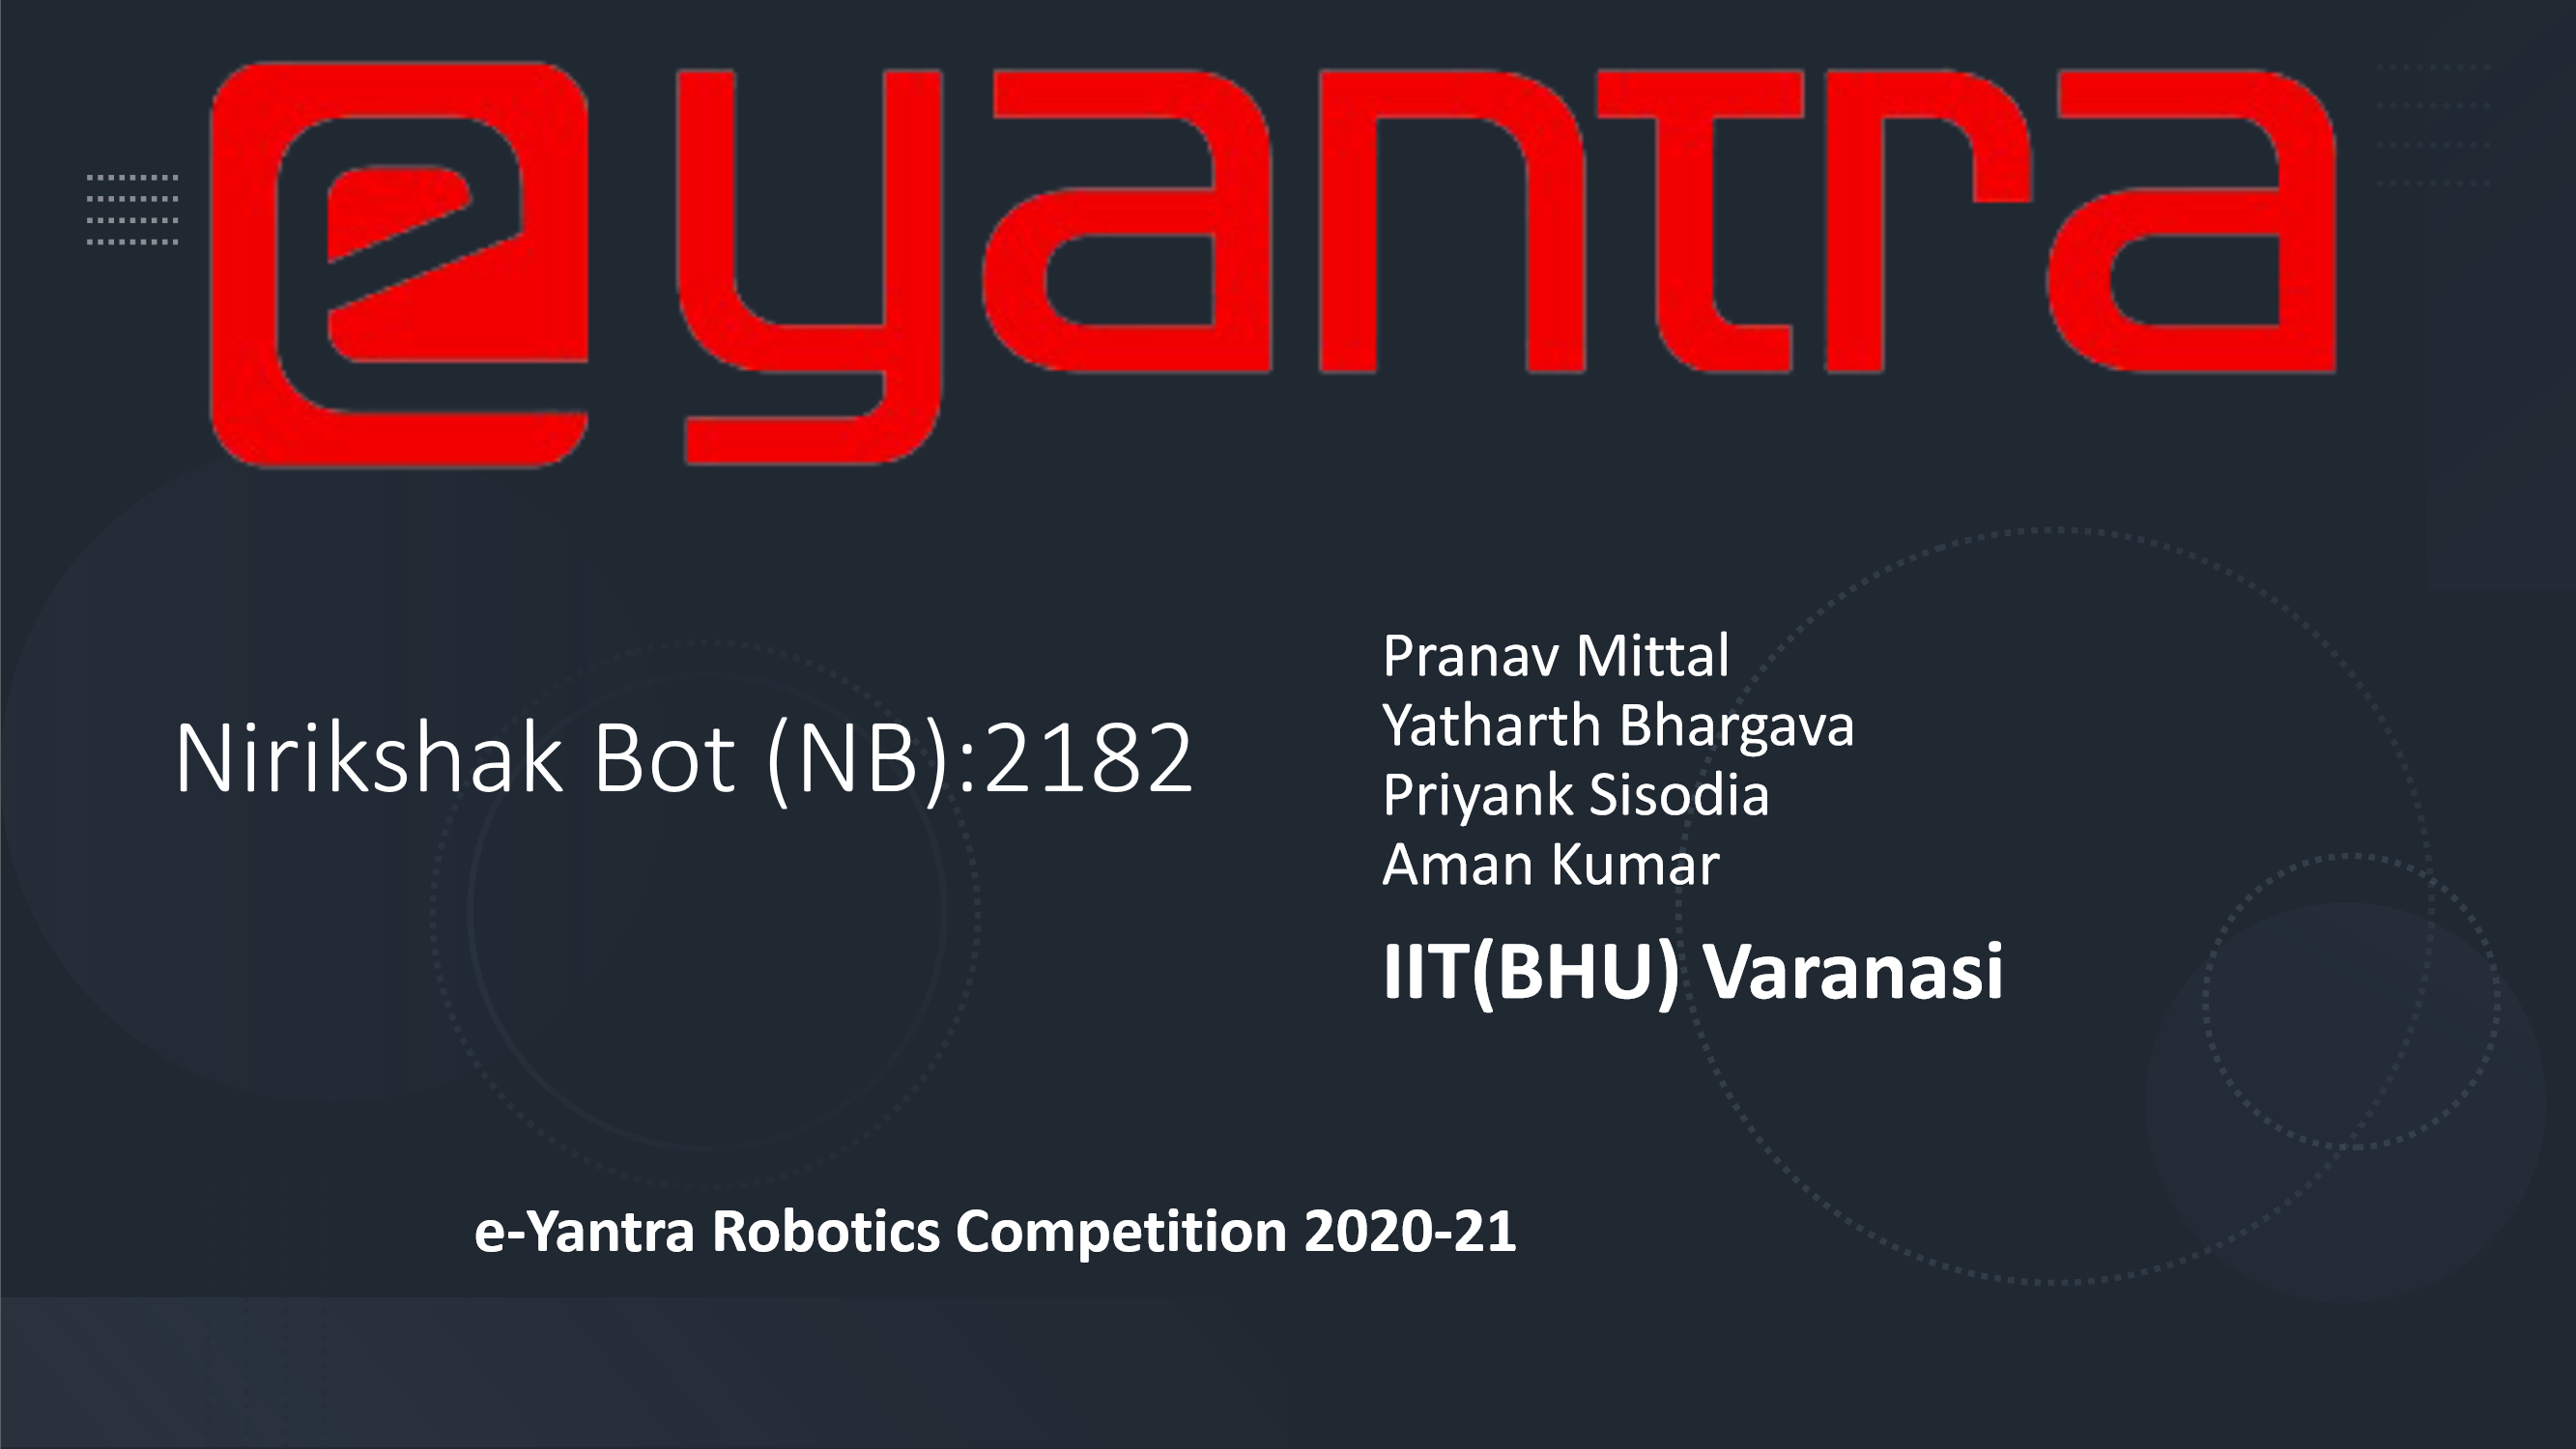 e yantra
Nirikshak Bot (NB):2182
Pranav Mittal
Yatharth Bhargava
Priyank Sisodia
Aman Kumar
IIT(BHU) Varanasi
e-Yantra Robotics Competition 2020-21